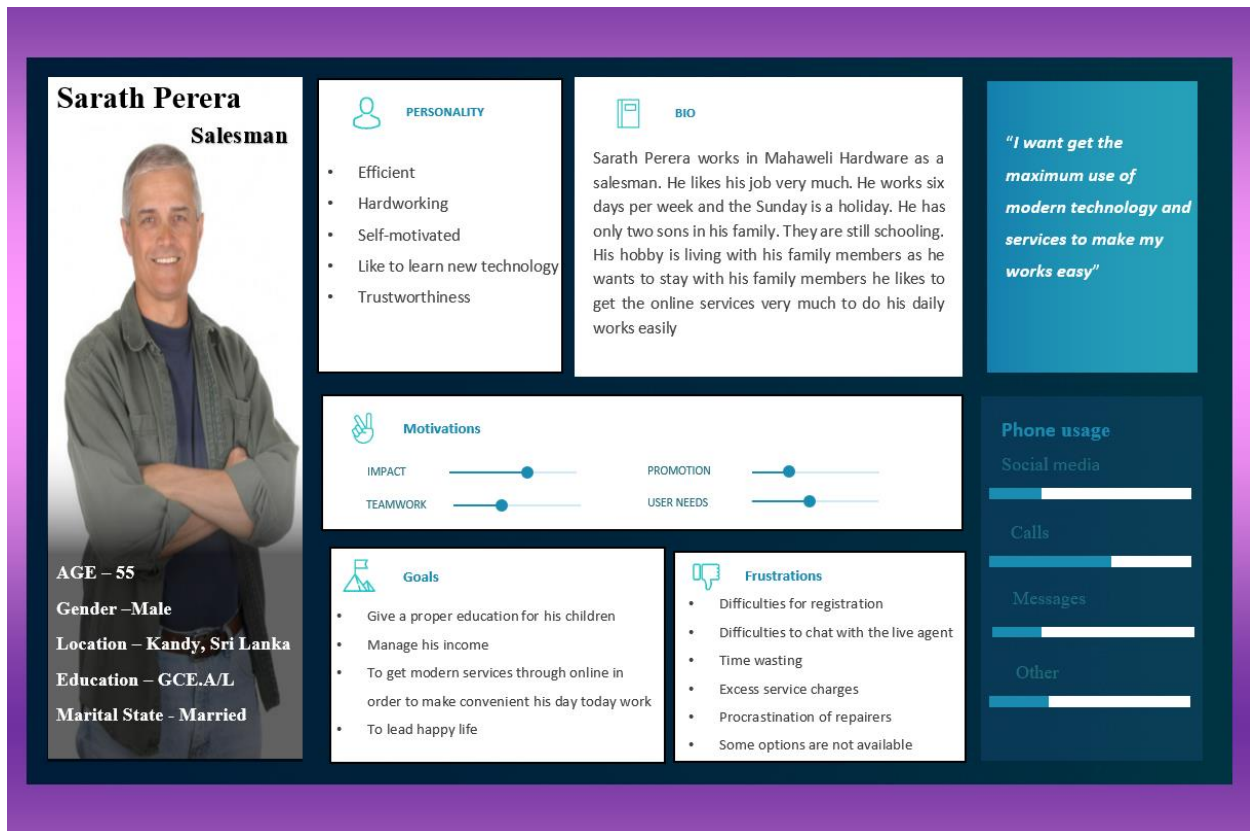 Sarath Perera
Salesman
AGE – 55
Gender –Male
Location – Kandy, Sri Lanka
Education – GCE.A/L
Marital State - Married
PERSONALITY
• Efficient
• Hardworking
• Self-motivated
• Like to learn new technology
• Trustworthiness
BIO
Sarath Perera works in Mahaweli Hardware as a
salesman. He likes his job very much. He works six
days per week and the Sunday is a holiday. He has
only two sons in his family. They are still schooling.
His hobby is living with his family members as he
wants to stay with his family members he likes to
get the online services very much to do his daily
works easily
"I want get the
maximum use of
modern technology and
services to make my
works easy"
Motivations
IMPACT
TEAMWORK
PROMOTION
USER NEEDS
Goals
• Give a proper education for his children
• Manage his income
• To get modern services through online in
order to make convenient his day today work
• To lead happy life
Frustrations
• Difficulties for registration
• Difficulties to chat with the live agent
• Time wasting
• Excess service charges
• Procrastination of repairers
• Some options are not available
Phone usage
Social media
Calls
Messages
Other